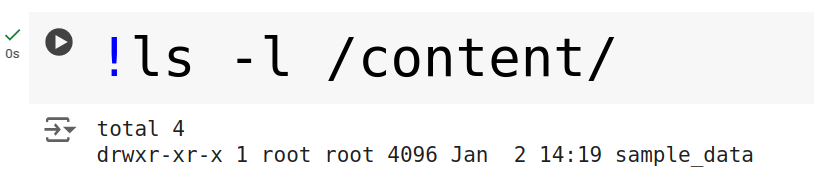 !ls -l /content/
0s
total 4
drwxr-xr-x 1 root root 4096 Jan  2 14:19 sample_data